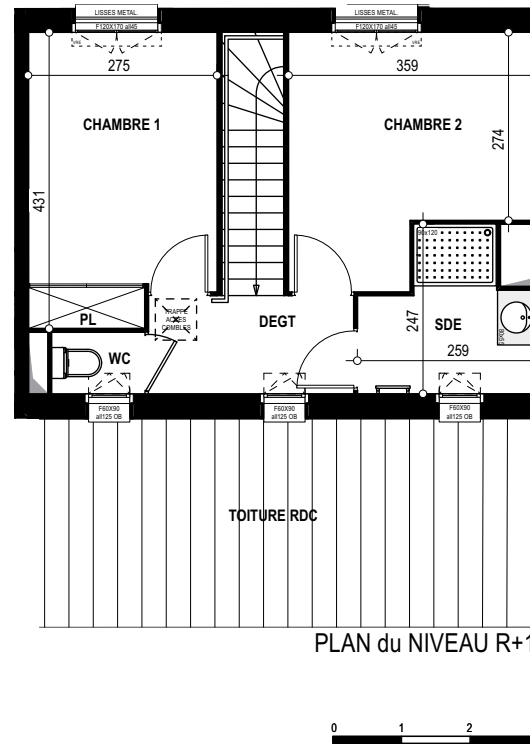 LISSES METAL.
LISSES METAL.
F120X170 all45
F120X170 all45
VRE
VRE
275
359
CHAMBRE 1
CHAMBRE 2
274
431
90x120
TRAPPE
ACCES
COMBLES
PL
DEGT
247
SDE
WC
259
F60X90
all125 OB
F60X90
all125 OB
F60X90
all125 OB
TOITURE RDC
PLAN du NIVEAU R+1
0 1 2